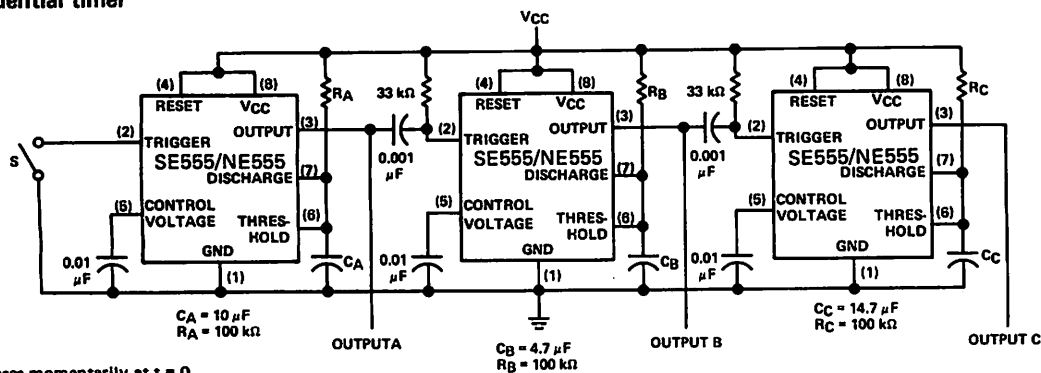 uential timer
VCC
(4) (8)
RESET VCC
(2)
TRIGGER
OUTPUT
(3)
SE555/NE555
DISCHARGE
(7)
(5)
CONTROL
VOLTAGE
THRES-
HOLD
(6)
GND
(1)
S
0.01
µF
RA
CA
33 kΩ
0.001
µF
CA = 10 µF
RA = 100 kΩ
OUTPUT A
(4) (8)
RESET VCC
(2)
TRIGGER
OUTPUT
(3)
SE555/NE555
DISCHARGE
(7)
(5)
CONTROL
VOLTAGE
THRES-
HOLD
(6)
GND
(1)
0.01
µF
RB
CB
33 kΩ
0.001
µF
CB = 4.7 µF
RB = 100 kΩ
OUTPUT B
(4) (8)
RESET VCC
(2)
TRIGGER
OUTPUT
(3)
SE555/NE555
DISCHARGE
(7)
(5)
CONTROL
VOLTAGE
THRES-
HOLD
(6)
GND
(1)
0.01
µF
RC
CC
CC = 14.7 µF
RC = 100 kΩ
OUTPUT C
momentarily at t = 0